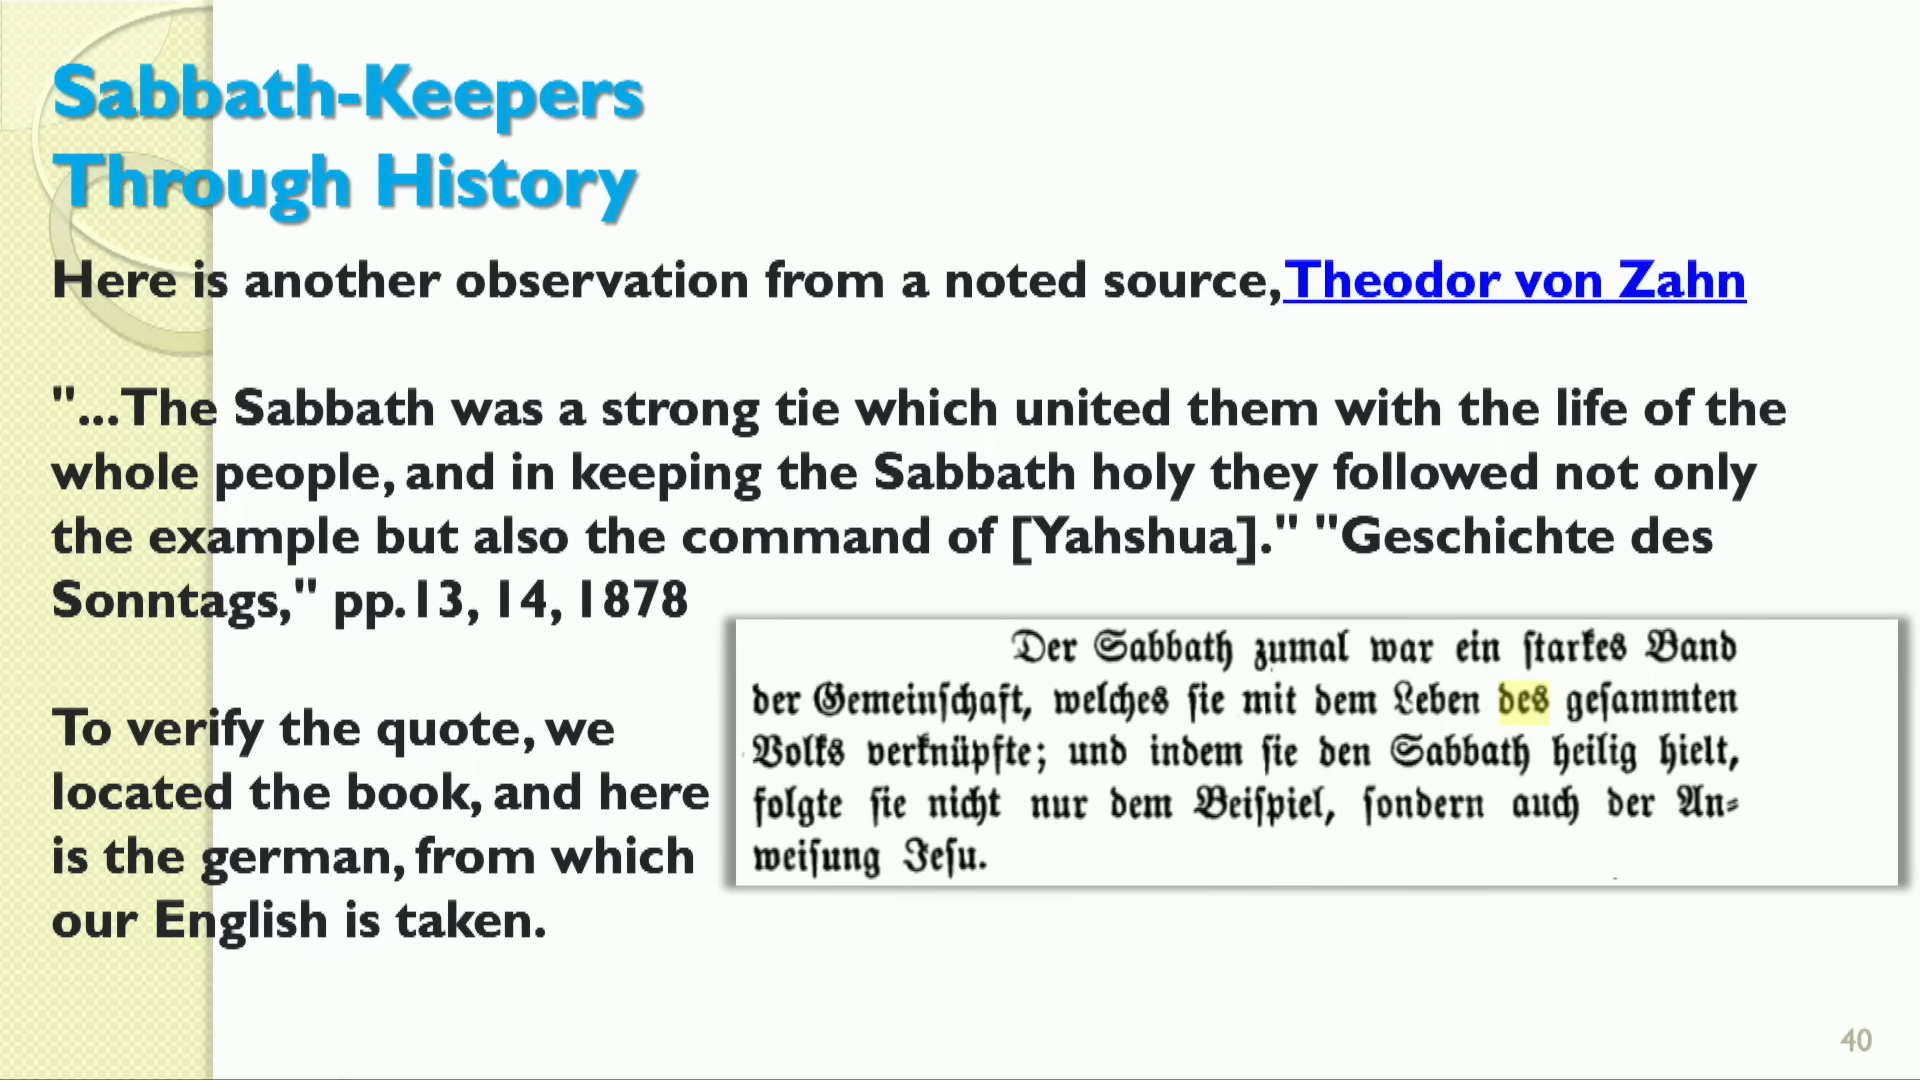 Sabbath-Keepers
Through History
Here is another observation from a noted source, Theodor von Zahn
"...The Sabbath was a strong tie which united them with the life of the
whole people, and in keeping the Sabbath holy they followed not only
the example but also the command of [Yahshua]." "Geschichte des
Sonntags," pp.13, 14, 1878
To verify the quote, we
located the book, and here
is the german, from which
our English is taken.
Der Sabbath zumal war ein ſtarkes Band
der Gemeinſchaft, welches ſie mit dem Leben des geſammten
Volks verknüpfte; und indem ſie den Sabbath heilig hielt,
folgte ſie nicht nur dem Beiſpiel, ſondern auch der An⸗
weiſung Jeſu.
40